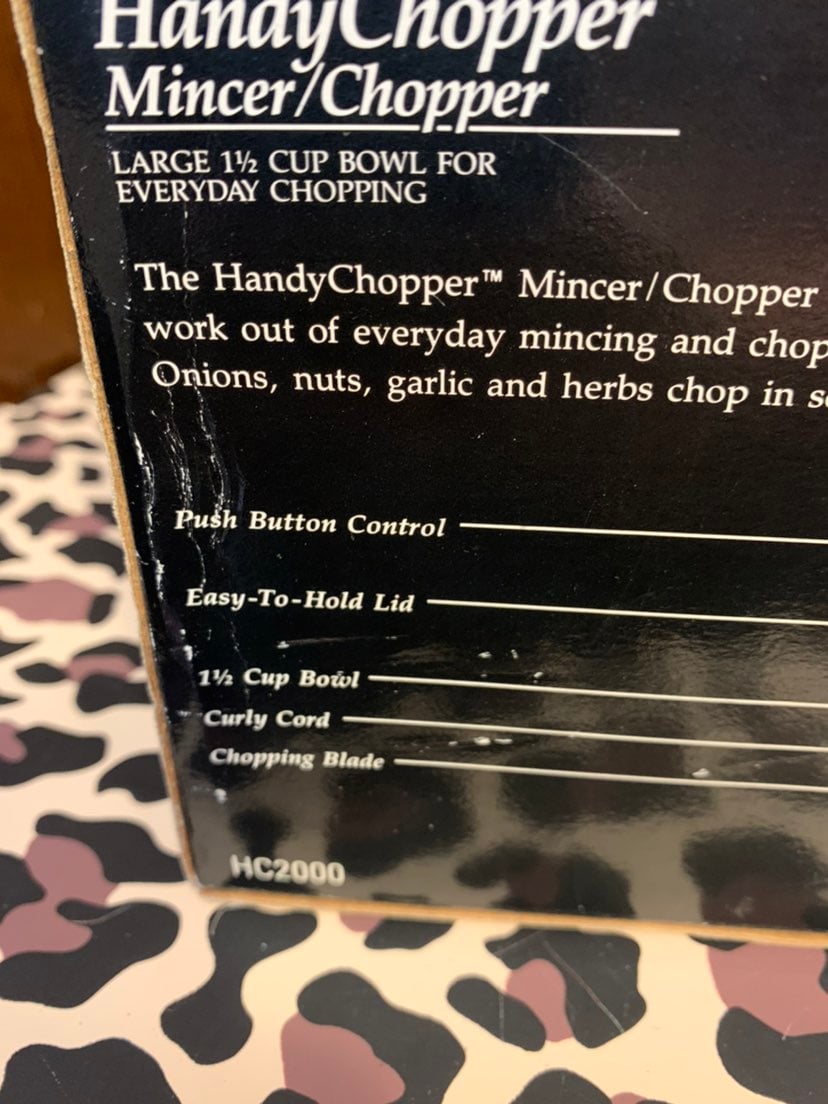 HandyChopper
Mincer/Chopper
LARGE 1½ CUP BOWL FOR
EVERYDAY CHOPPING
The HandyChopper™ Mincer/Chopper
work out of everyday mincing and chop
Onions, nuts, garlic and herbs chop in s
Push Button Control
Easy-To-Hold Lid
1½ Cup Bowl
Curly Cord
Chopping Blade
HC2000